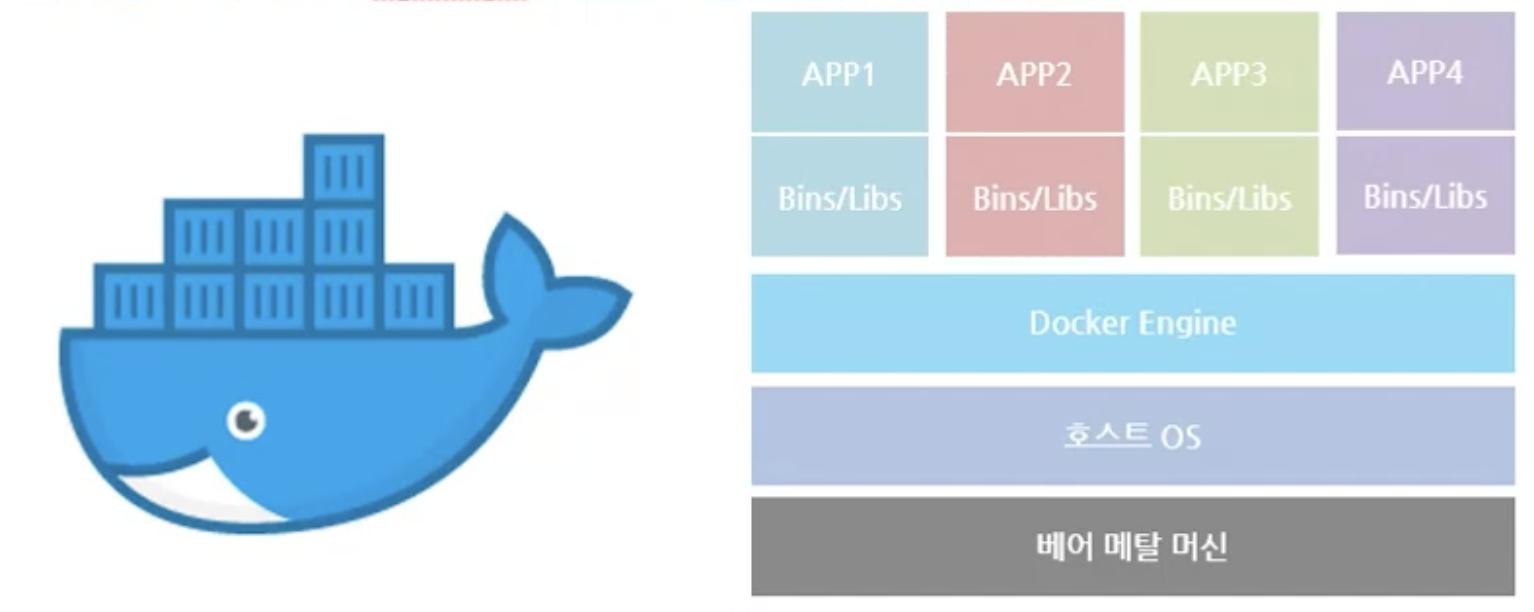 APP1 APP2 APP3 APP4
Bins/Libs Bins/Libs Bins/Libs Bins/Libs
Docker Engine
호스트 OS
베어 메탈 머신